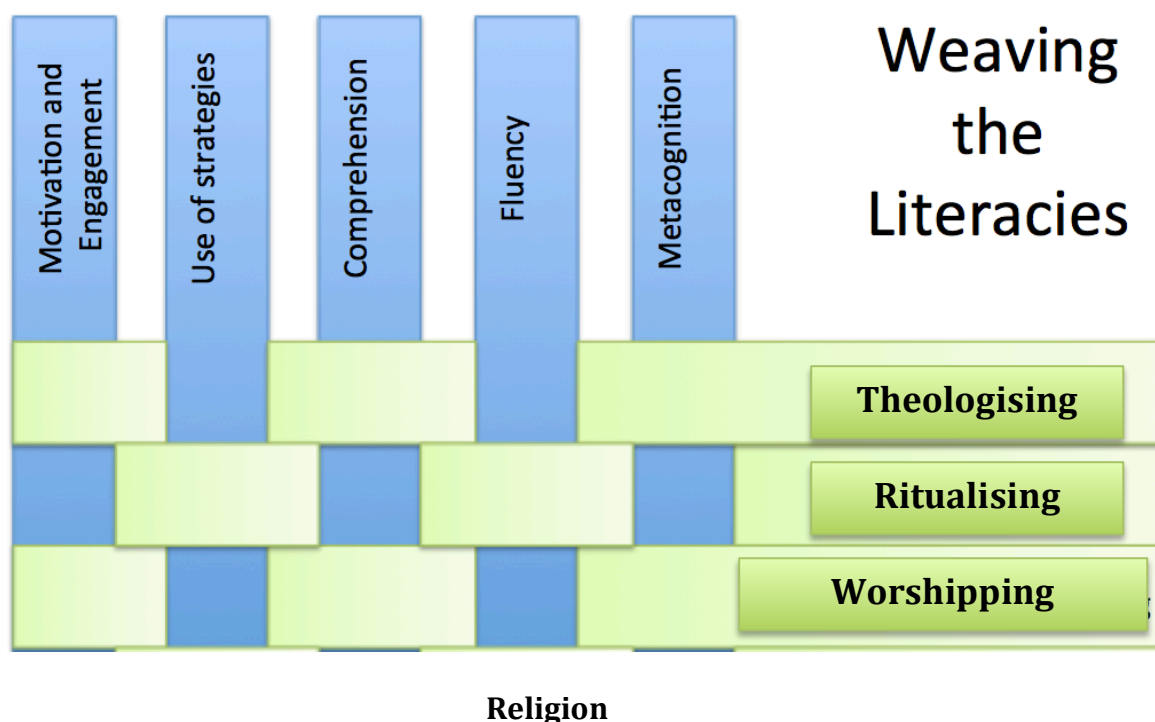 Motivation and
Engagement
Use of strategies
Comprehension
Fluency
Metacognition
Weaving
the
Literacies
Theologising
Ritualising
Worshipping
Religion